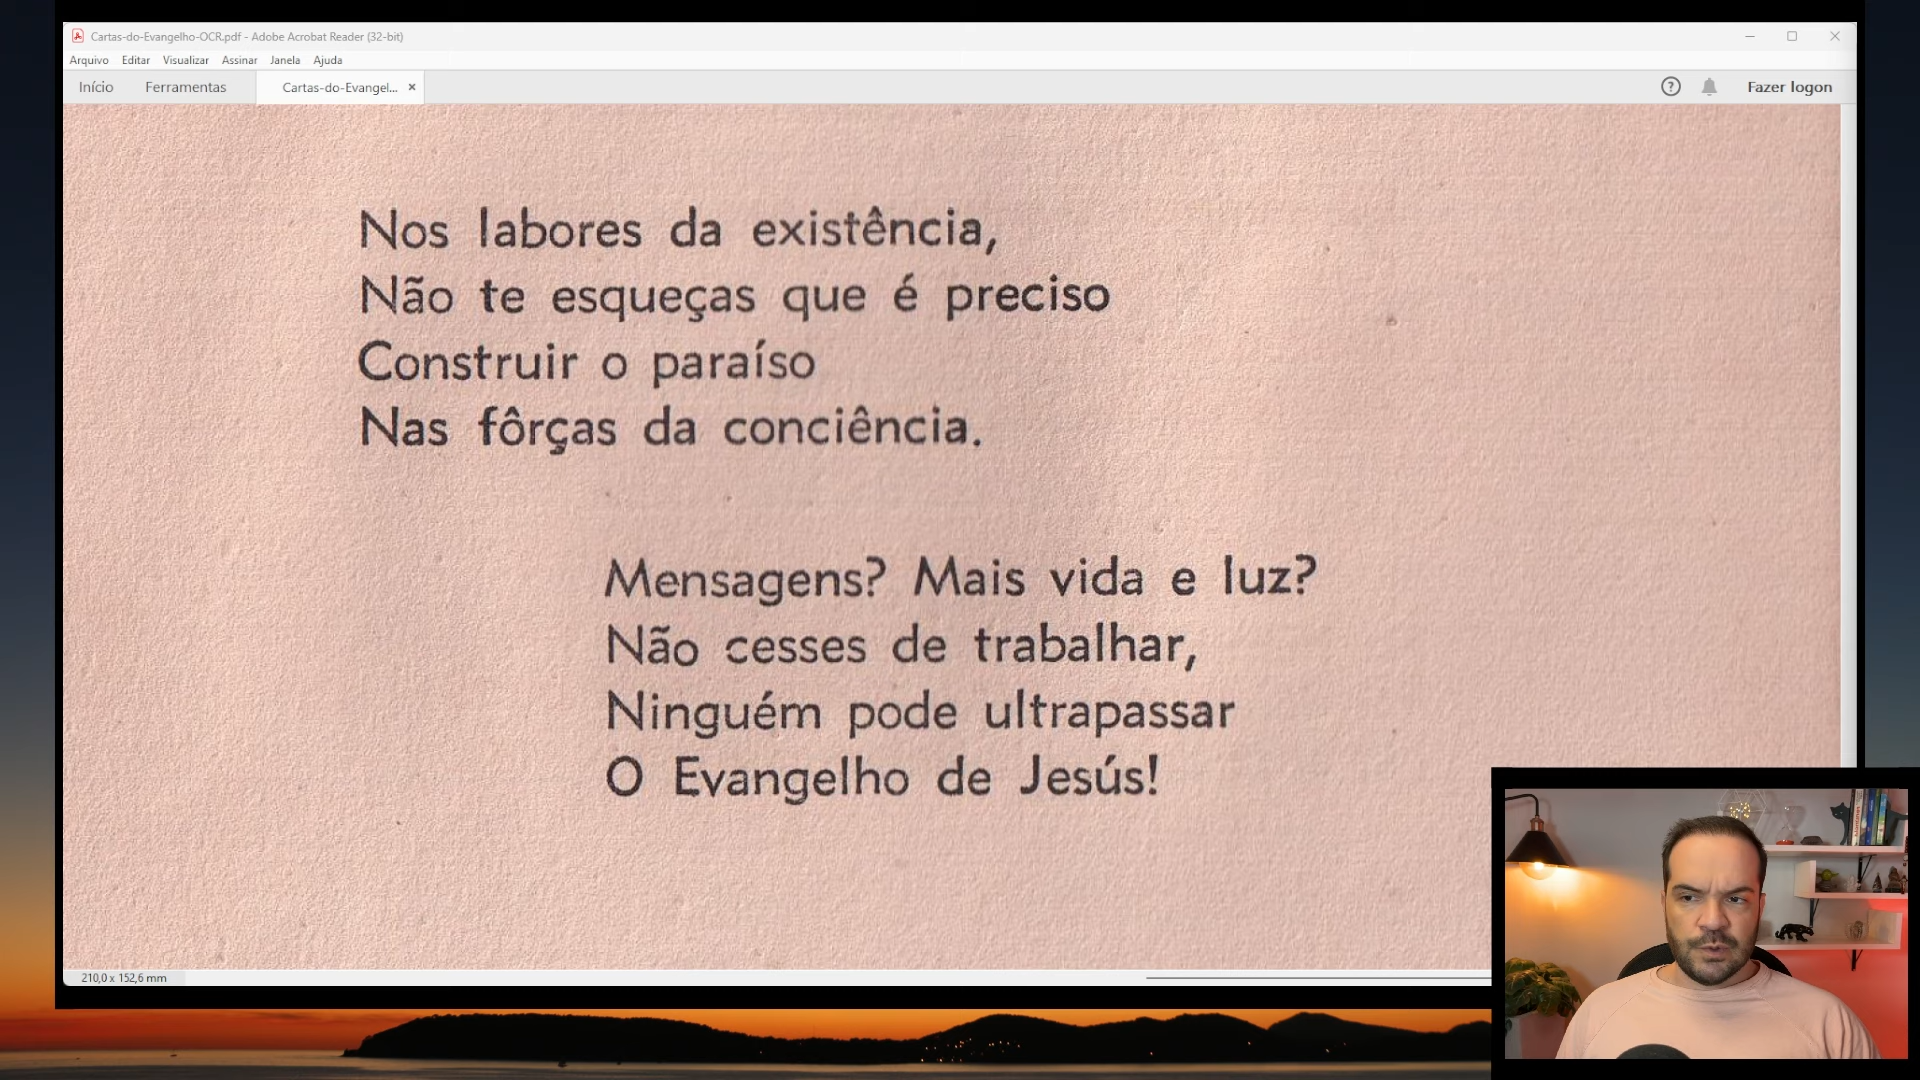 Cartas-do-Evangelho-OCR.pdf - Adobe Acrobat Reader (32-bit)
Arquivo Editar Visualizar Assinar Janela Ajuda
Início Ferramentas Cartas-do-Evangel... × Fazer logon
Nos labores da existência,
Não te esqueças que é preciso
Construir o paraíso
Nas fôrças da conciência.
Mensagens? Mais vida e luz?
Não cesses de trabalhar,
Ninguém pode ultrapassar
O Evangelho de Jesús!
210,0 x 152,6 mm